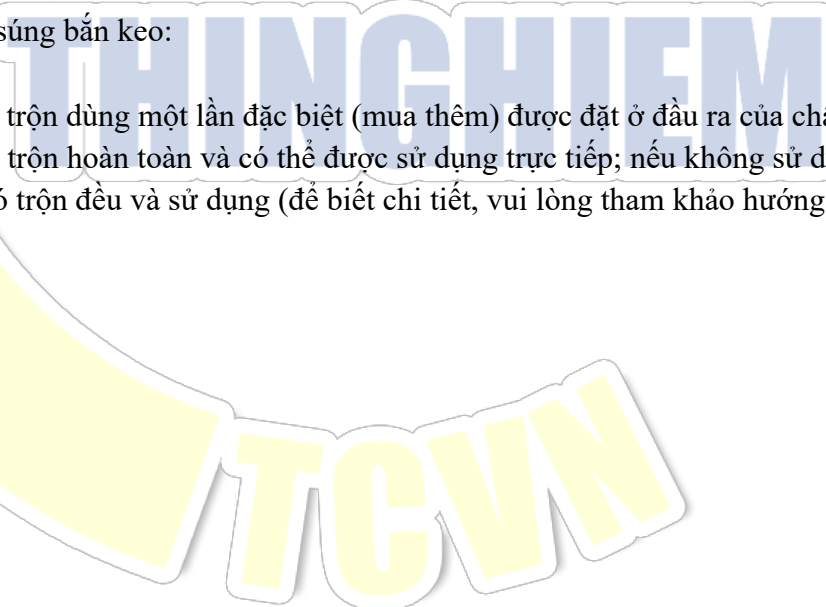 súng bắn keo:
trộn dùng một lần đặc biệt (mua thêm) được đặt ở đầu ra của
trộn hoàn toàn và có thể được sử dụng trực tiếp; nếu không sử
trộn đều và sử dụng (để biết chi tiết, vui lòng tham khảo hướng
THINGHIEM
TCVN